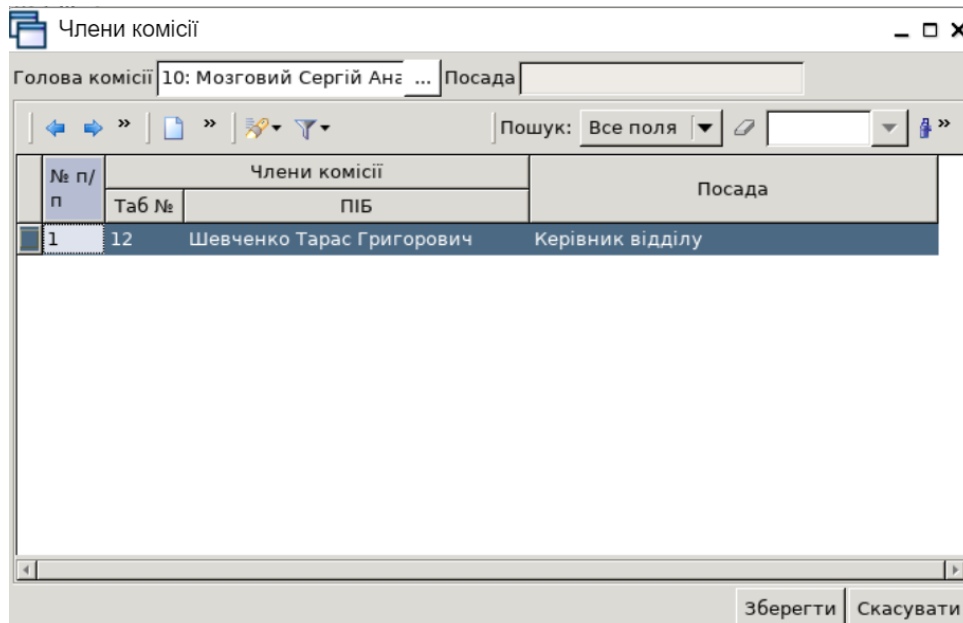 Члени комісії
Голова комісії 10: Мозговий Сергій Ана ... Посада
Пошук: Все поля
№ п/п Члени комісії Посада
Таб № ПІБ
1 12 Шевченко Тарас Григорович Керівник відділу
Зберегти Скасувати